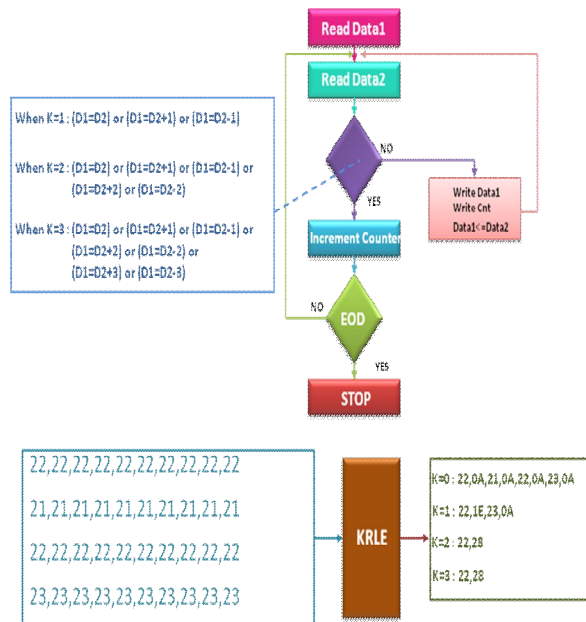 Read Data1
Read Data2
When K=1 : (D1=D2) or (D1=D2+1) or (D1=D2-1)
When K=2 : (D1=D2) or (D1=D2+1) or (D1=D2-1) or
(D1=D2+2) or (D1=D2-2)
When K=3 : (D1=D2) or (D1=D2+1) or (D1=D2-1) or
(D1=D2+2) or (D1=D2-2) or
(D1=D2+3) or (D1=D2-3)
NO
YES
Write Data1
Write Cnt
Data1<=Data2
Increment Counter
NO
EOD
YES
STOP
22,22,22,22,22,22,22,22,22,22
21,21,21,21,21,21,21,21,21,21
22,22,22,22,22,22,22,22,22,22
23,23,23,23,23,23,23,23,23,23
KRLE
K=0 : 22,0A,21,0A,22,0A,23,0A
K=1 : 22,1E,23,0A
K=2 : 22,28
K=3 : 22,28